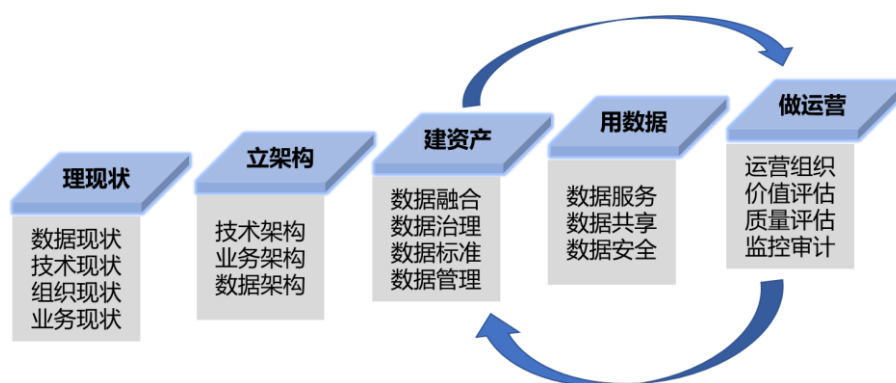 理现状
数据现状
技术现状
组织现状
业务现状
立架构
技术架构
业务架构
数据架构
建资产
数据融合
数据治理
数据标准
数据管理
用数据
数据服务
数据共享
数据安全
做运营
运营组织
价值评估
质量评估
监控审计